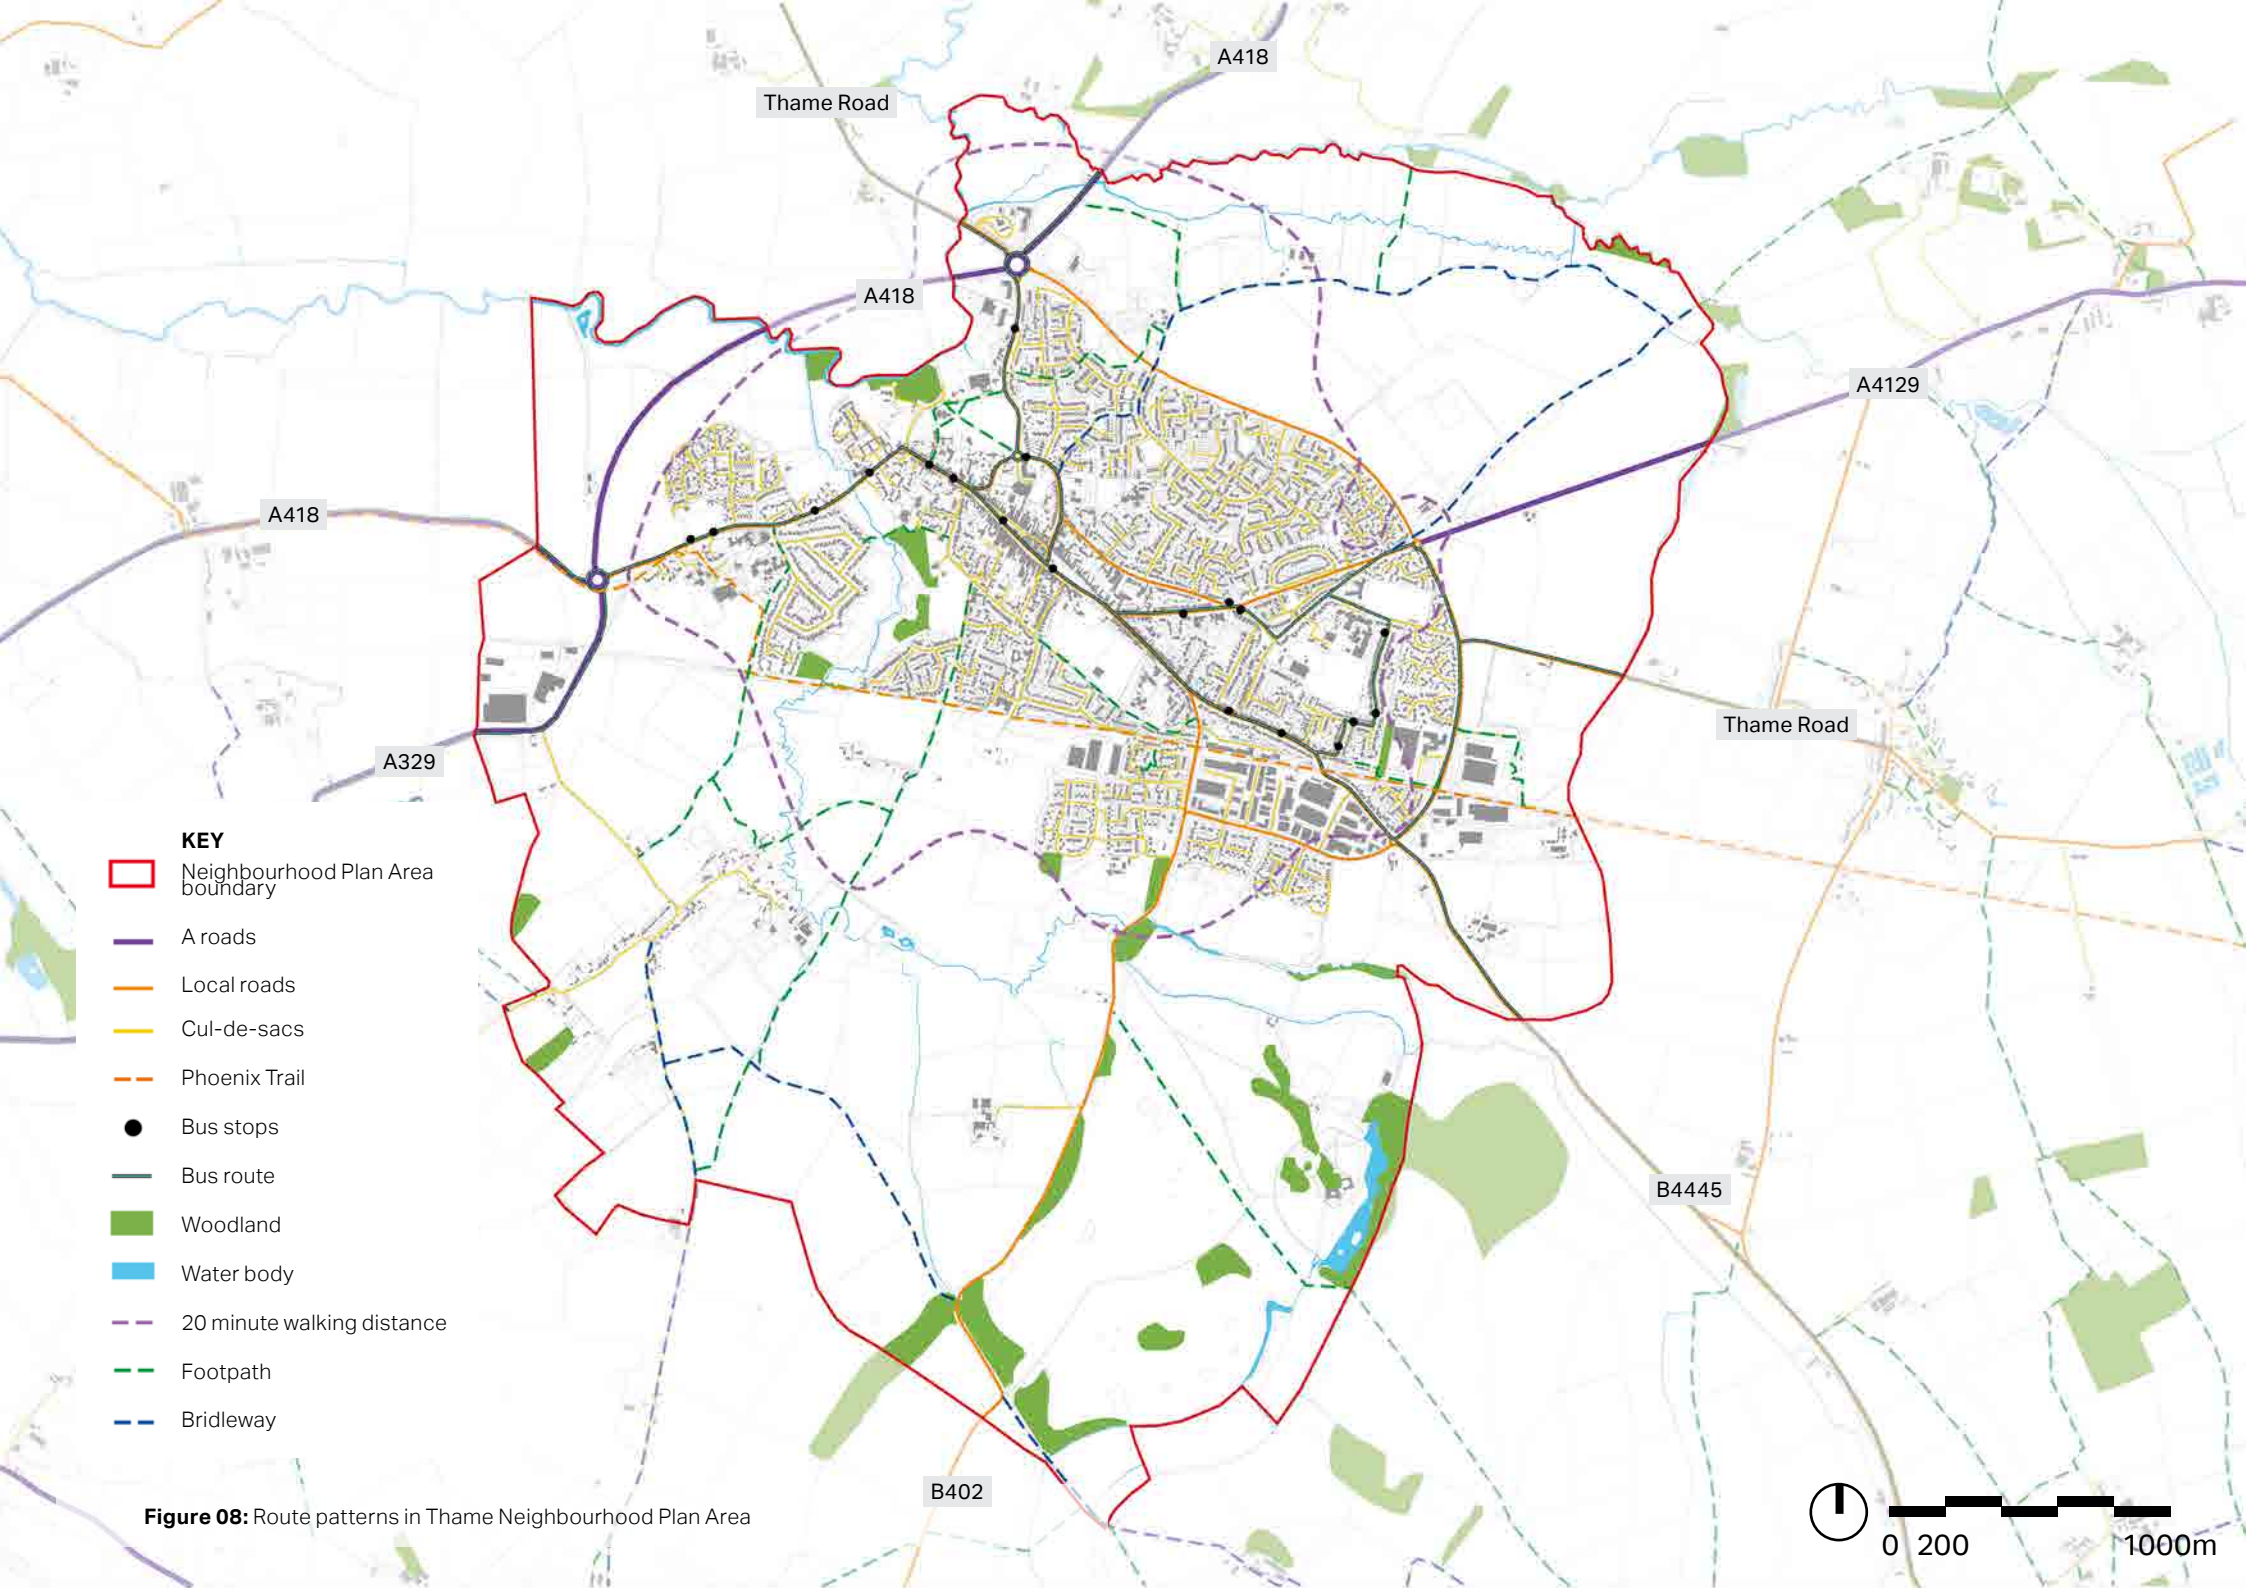 A418
Thame Road
A418
A4129
A418
Thame Road
A329
KEY
Neighbourhood Plan Area
boundary
A roads
Local roads
Cul-de-sacs
Phoenix Trail
Bus stops
Bus route
Woodland
Water body
20 minute walking distance
Footpath
Bridleway
B4445
B402
Figure 08: Route patterns in Thame Neighbourhood Plan Area
0 200 1000m